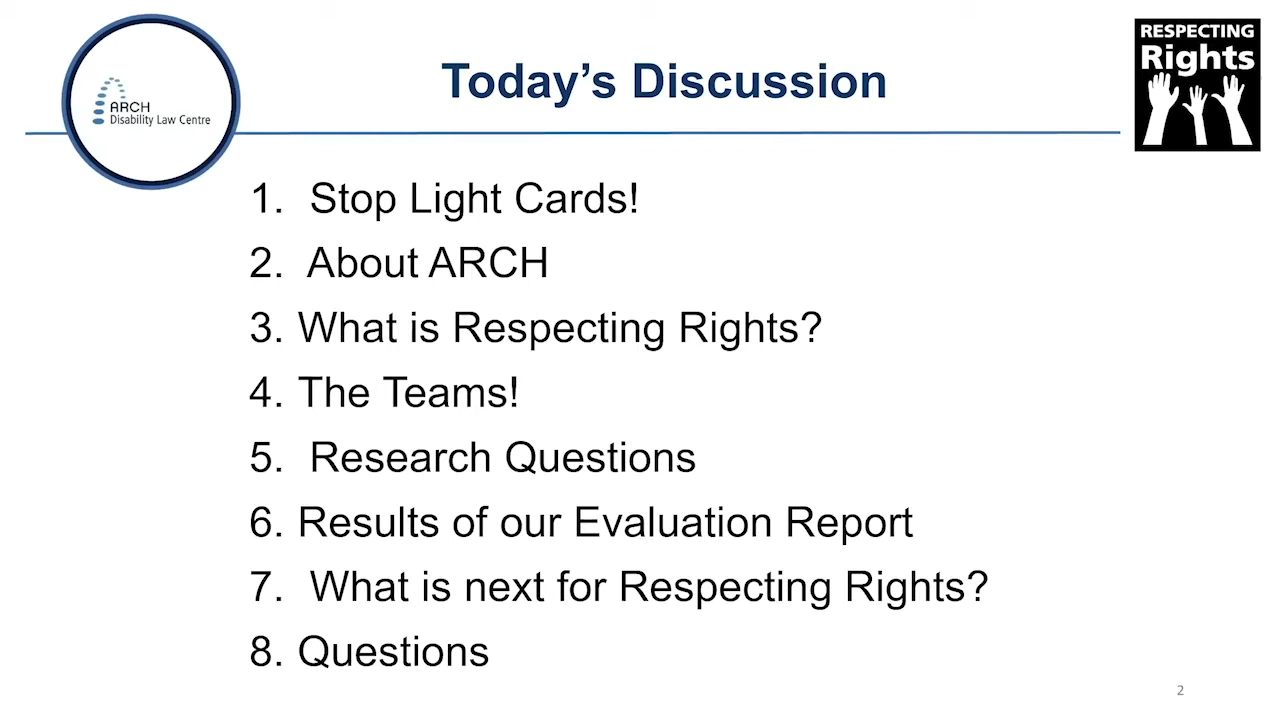 ARCH
Disability Law Centre
Today’s Discussion
RESPECTING
Rights
1. Stop Light Cards!
2. About ARCH
3. What is Respecting Rights?
4. The Teams!
5. Research Questions
6. Results of our Evaluation Report
7. What is next for Respecting Rights?
8. Questions
2